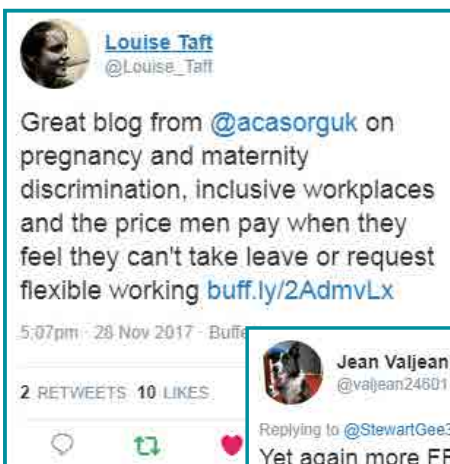 Louise Taft
@Louise_Taft
Great blog from @acasorguk on
pregnancy and maternity
discrimination, inclusive workplaces
and the price men pay when they
feel they can't take leave or request
flexible working buff.ly/2AdmvLx
5:07pm - 28 Nov 2017 - Buffe
2 RETWEETS 10 LIKES
Jean Valjean
@valjean24601
Replying to @StewartGee3
Yet again more